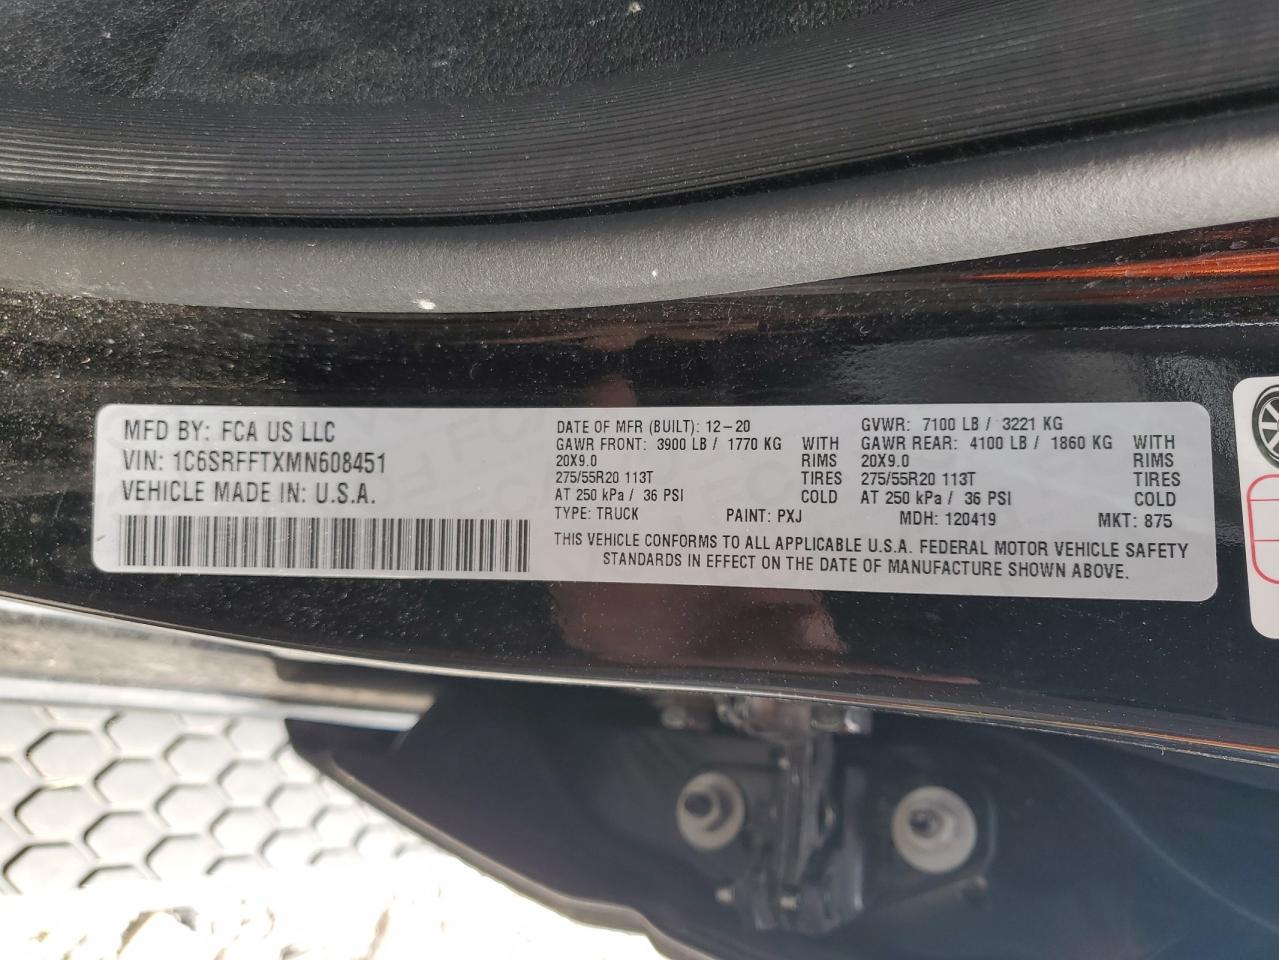 MFD BY: FCA US LLC
VIN: 1C6SRFFTXMN608451
VEHICLE MADE IN: U.S.A.
DATE OF MFR (BUILT): 12-20 GVWR: 7100 LB / 3221 KG
GAWR FRONT: 3900 LB / 1770 KG WITH GAWR REAR: 4100 LB / 1860 KG WITH
20X9.0 RIMS 20X9.0 RIMS
275/55R20 113T TIRES 275/55R20 113T TIRES
AT 250 kPa / 36 PSI COLD AT 250 kPa / 36 PSI COLD
TYPE: TRUCK PAINT: PXJ MDH: 120419 MKT: 875
THIS VEHICLE CONFORMS TO ALL APPLICABLE U.S.A. FEDERAL MOTOR VEHICLE SAFETY
STANDARDS IN EFFECT ON THE DATE OF MANUFACTURE SHOWN ABOVE.